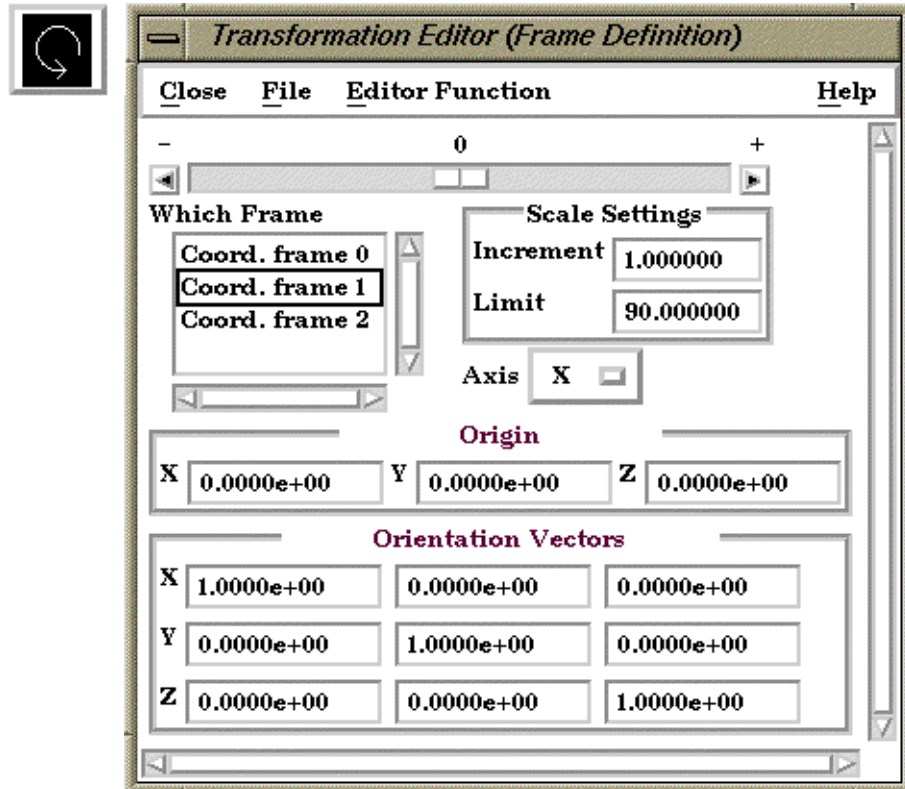 Transformation Editor (Frame Definition)
Close File Editor Function Help
- 0 +
Which Frame
Coord. frame 0
Coord. frame 1
Coord. frame 2
Scale Settings
Increment 1.000000
Limit 90.000000
Axis X
Origin
X 0.0000e+00 Y 0.0000e+00 Z 0.0000e+00
Orientation Vectors
X 1.0000e+00 0.0000e+00 0.0000e+00
Y 0.0000e+00 1.0000e+00 0.0000e+00
Z 0.0000e+00 0.0000e+00 1.0000e+00